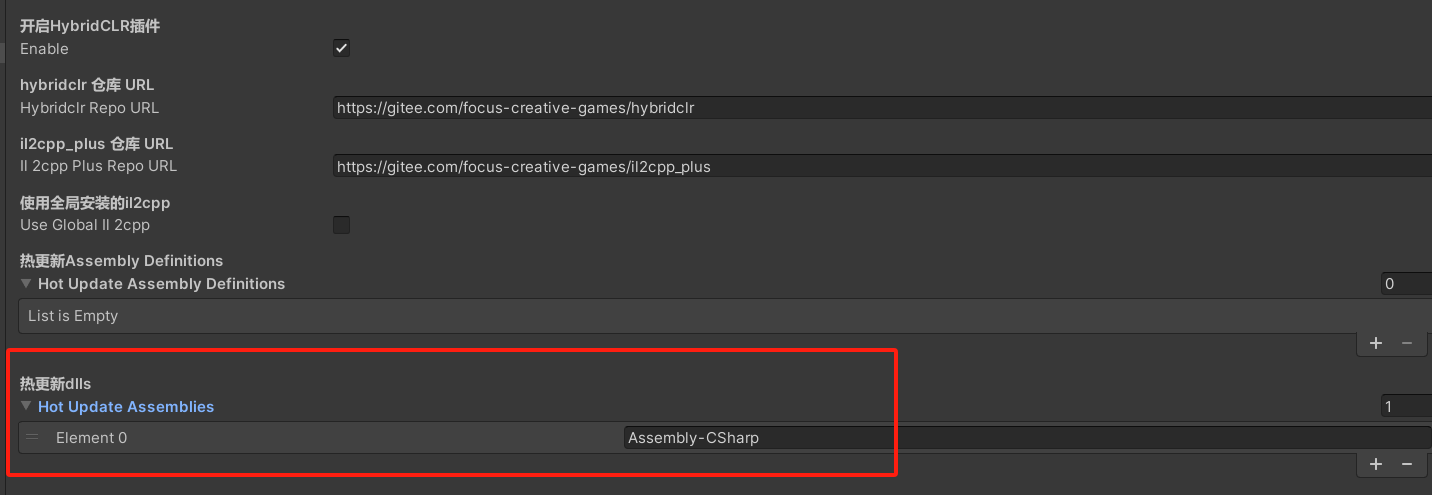 开启HybridCLR插件
Enable
hybridclr 仓库 URL
Hybridclr Repo URL https://gitee.com/focus-creative-games/hybridclr
il2cpp_plus 仓库 URL
Il 2cpp Plus Repo URL https://gitee.com/focus-creative-games/il2cpp_plus
使用全局安装的il2cpp
Use Global Il 2cpp
热更新Assembly Definitions
Hot Update Assembly Definitions 0
List is Empty
+ −
热更新dlls
Hot Update Assemblies 1
Element 0 Assembly-CSharp
+ −